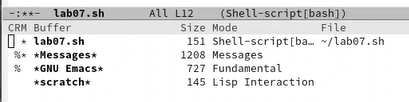 -:**-  lab07.sh      All L12    (Shell-script[bash])
CRM Buffer                Size Mode             File
  * lab07.sh               151 Shell-script[ba… ~/lab07.sh
 %* *Messages*            1208 Messages
 %  *GNU Emacs*            727 Fundamental
    *scratch*              145 Lisp Interaction